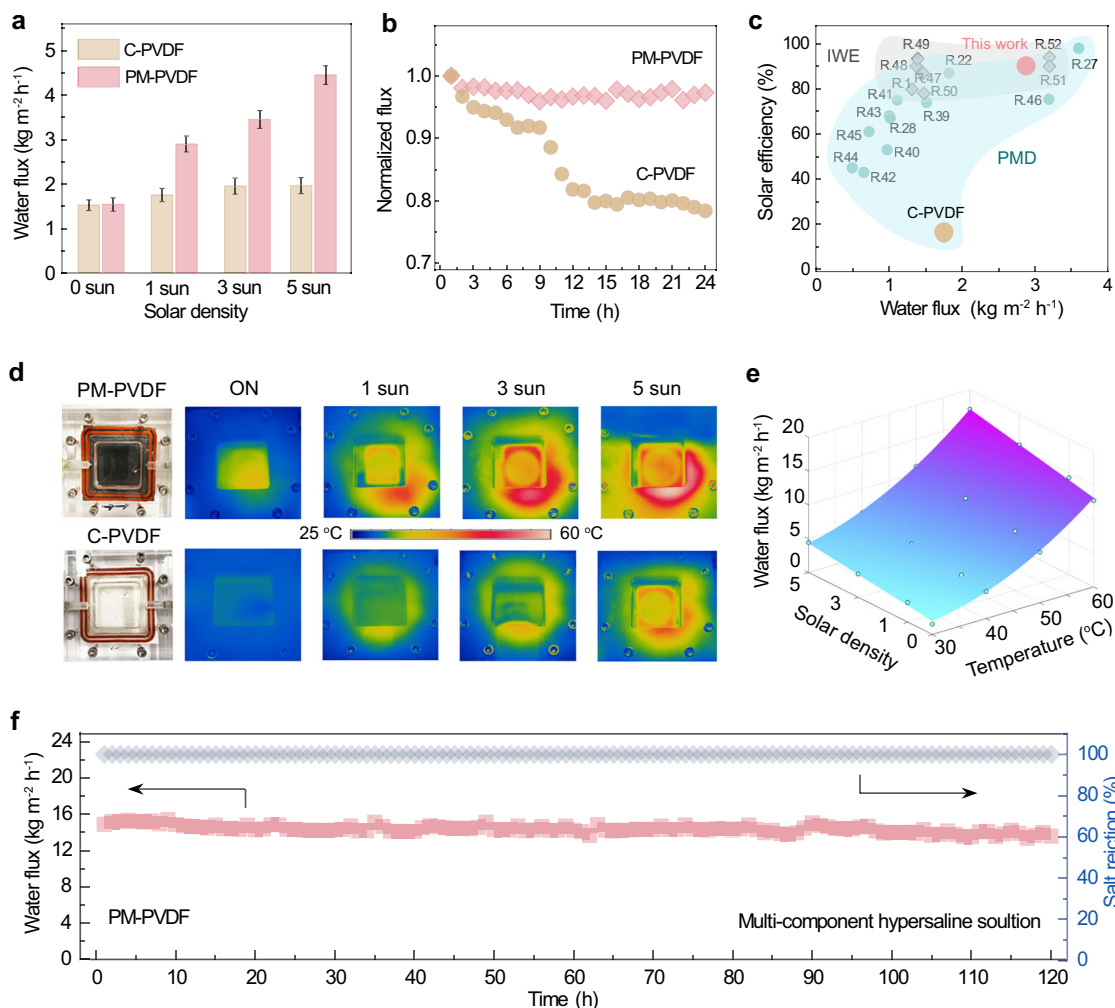 a
C-PVDF
PM-PVDF
Water flux (kg m⁻² h⁻¹)
5
4
3
2
1
0
0 sun 1 sun 3 sun 5 sun
Solar density
b
Normalized flux
1.0
0.9
0.8
0.7
PM-PVDF
C-PVDF
0 3 6 9 12 15 18 21 24
Time (h)
c
Solar efficiency (%)
100
80
60
40
20
0
IWE
R.49
This work
R.52
R.48
R.22
R.27
R.1
R.47
R.51
R.50
R.41
R.46
R.43
R.39
R.28
R.45
R.40
R.44
PMD
R.42
C-PVDF
0 1 2 3 4
Water flux (kg m⁻² h⁻¹)
d
PM-PVDF ON 1 sun 3 sun 5 sun
25 °C 60 °C
C-PVDF
e
Water flux (kg m⁻² h⁻¹)
20
15
10
5
0
5
3
1
0
Solar density
30
40
50
60
Temperature (°C)
f
Water flux (kg m⁻² h⁻¹)
24
20
16
12
8
4
0
100
80
60
40
20
0
Salt rejction (%)
PM-PVDF
Multi-component hypersaline soultion
0 10 20 30 40 50 60 70 80 90 100 110 120
Time (h)